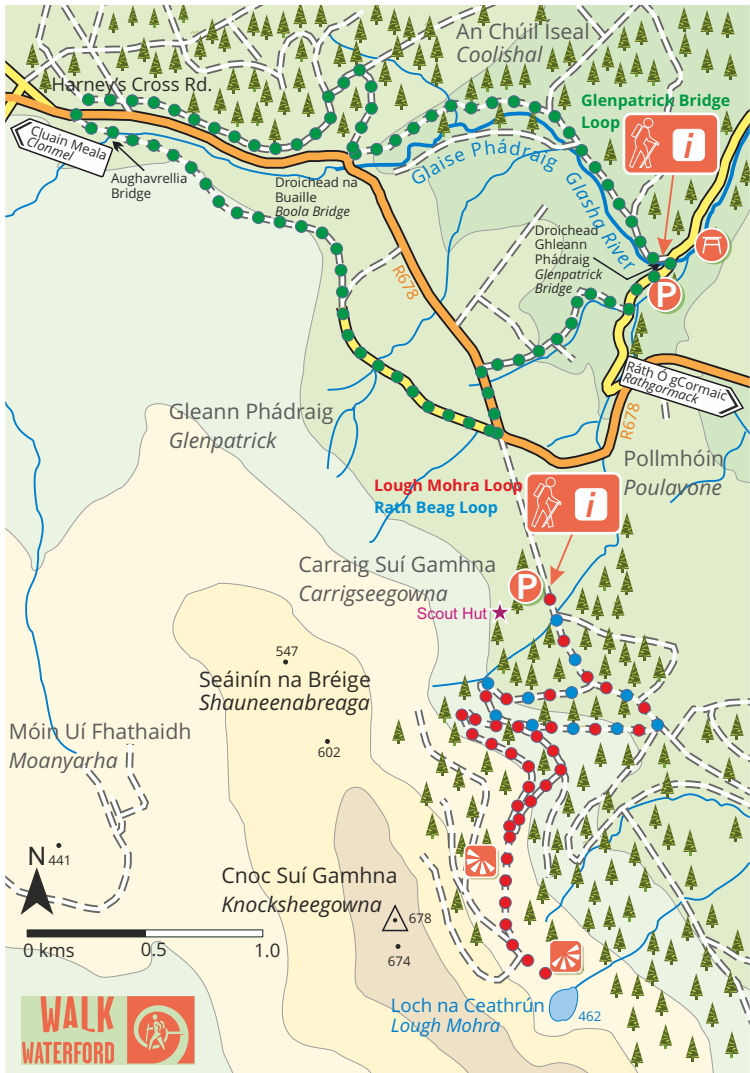 An Chúil Íseal
Coolishal
Harney's Cross Rd.
Glenpatrick Bridge
Loop
i
Cluain Meala
Clonmel
Aughavrellia
Bridge
Glaise Phádraig
Glasha River
Droichead na
Buaille
Boola Bridge
Droichead
Ghleann
Phádraig
Glenpatrick
Bridge
P
R678
Ráth Ó gCormaic
Rathgormack
R678
Gleann Phádraig
Glenpatrick
Pollmhóin
Poulavone
Lough Mohra Loop
Rath Beag Loop
i
Carraig Suí Gamhna
Carrigseegowna
P
Scout Hut
547
Seáinín na Bréige
Shauneenabreaga
602
Móin Uí Fhathaidh
Moanyarha
N
441
Cnoc Suí Gamhna
Knocksheegowna
678
674
0 kms 0.5 1.0
Loch na Ceathrún
Lough Mohra
462
WALK
WATERFORD